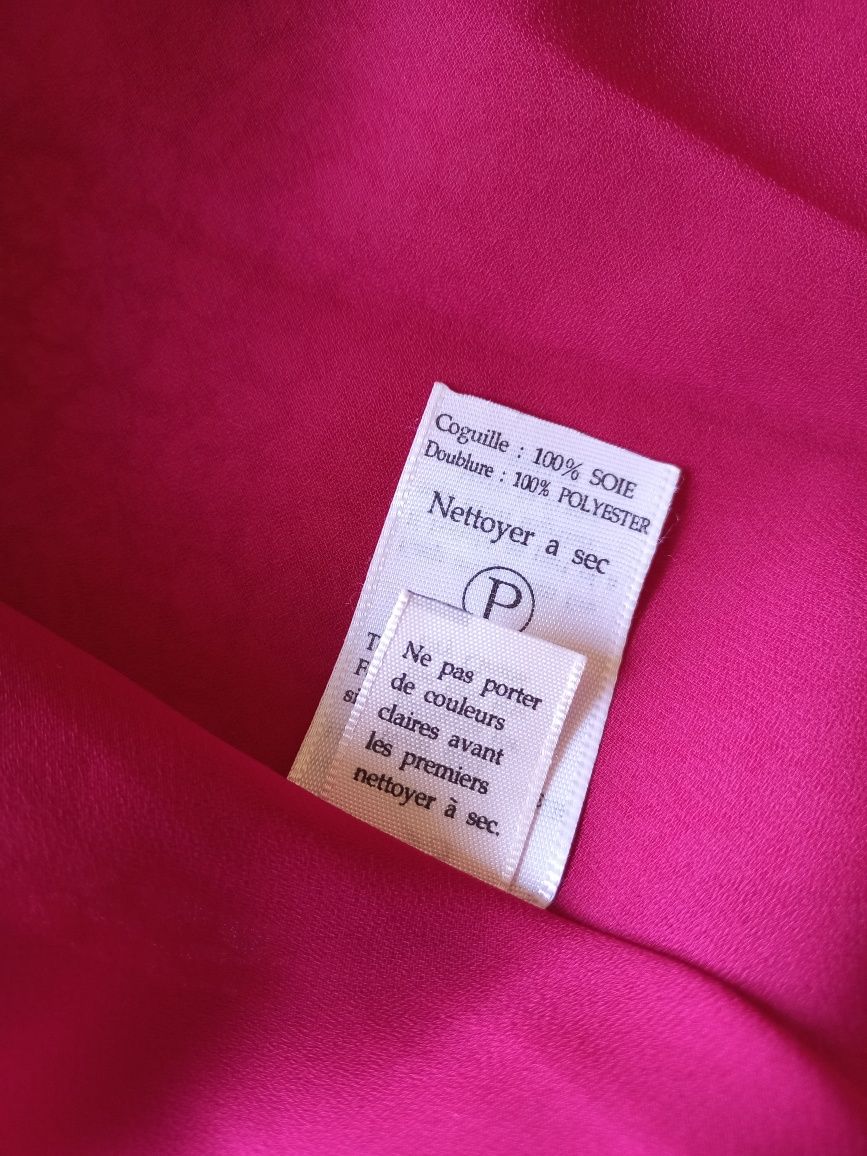 Coguille : 100% SOIE
Doublure : 100% POLYESTER
Nettoyer a sec
P
Ne pas porter
de couleurs
claires avant
les premiers
nettoyer à sec.